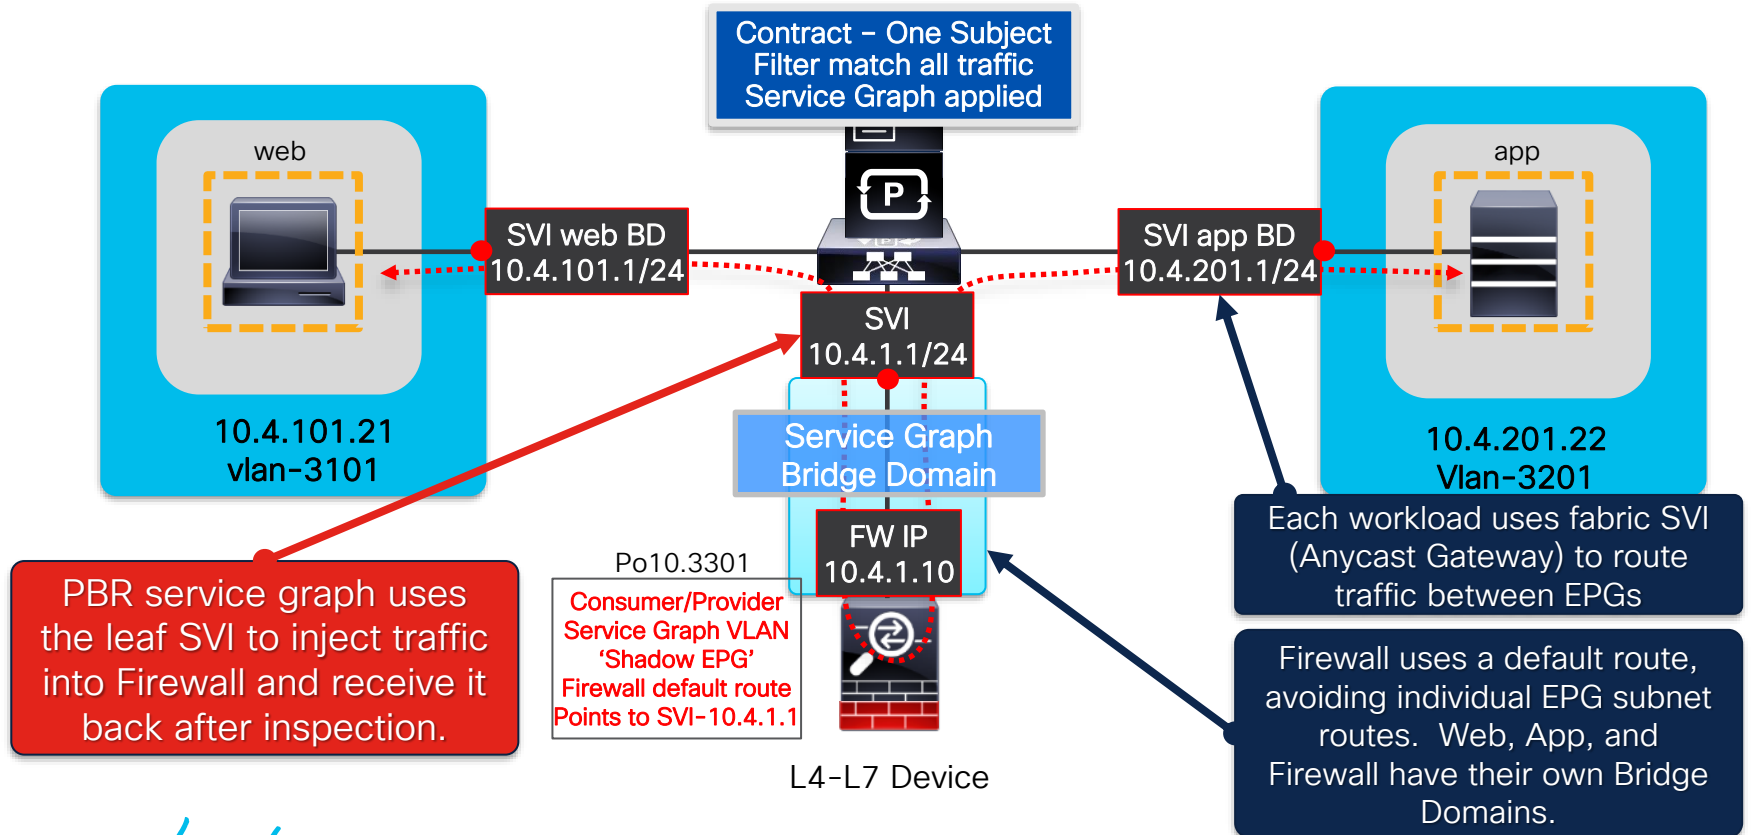 Contract – One Subject
Filter match all traffic
Service Graph applied
web
app
P
SVI web BD
10.4.101.1/24
SVI app BD
10.4.201.1/24
SVI
10.4.1.1/24
10.4.101.21
vlan-3101
10.4.201.22
Vlan-3201
Service Graph
Bridge Domain
FW IP
10.4.1.10
Po10.3301
Consumer/Provider
Service Graph VLAN
‘Shadow EPG’
Firewall default route
Points to SVI-10.4.1.1
PBR service graph uses
the leaf SVI to inject traffic
into Firewall and receive it
back after inspection.
Each workload uses fabric SVI
(Anycast Gateway) to route
traffic between EPGs
Firewall uses a default route,
avoiding individual EPG subnet
routes. Web, App, and
Firewall have their own Bridge
Domains.
L4-L7 Device